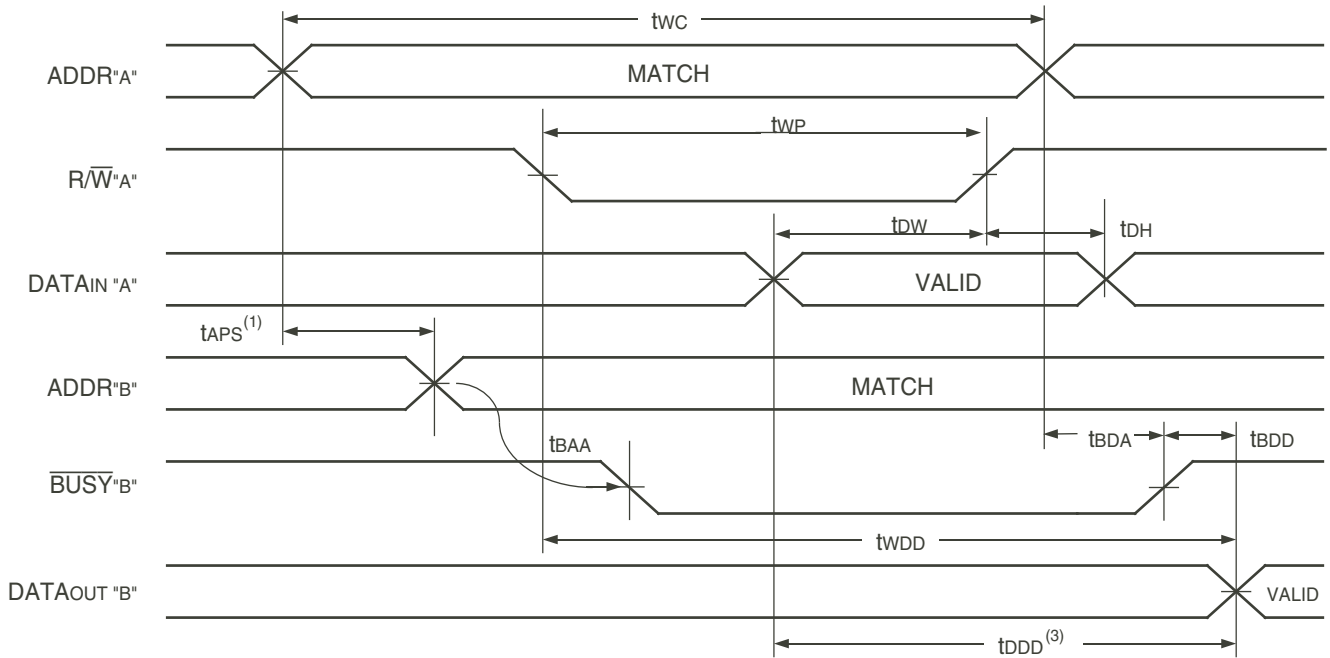 tWC
ADDR"A"
MATCH
tWP
R/W̅"A"
tDW
tDH
DATAIN "A"
VALID
tAPS(1)
ADDR"B"
MATCH
tBAA
tBDA
tBDD
B̅U̅S̅Y̅"B"
tWDD
DATAOUT "B"
VALID
tDDD(3)